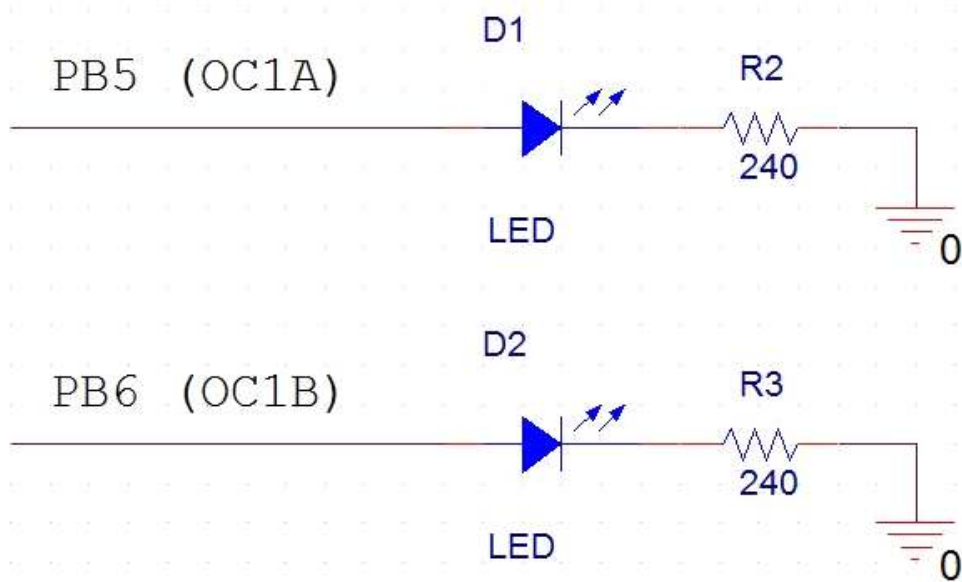 D1
PB5 (OC1A)
R2
240
LED
0
D2
PB6 (OC1B)
R3
240
LED
0